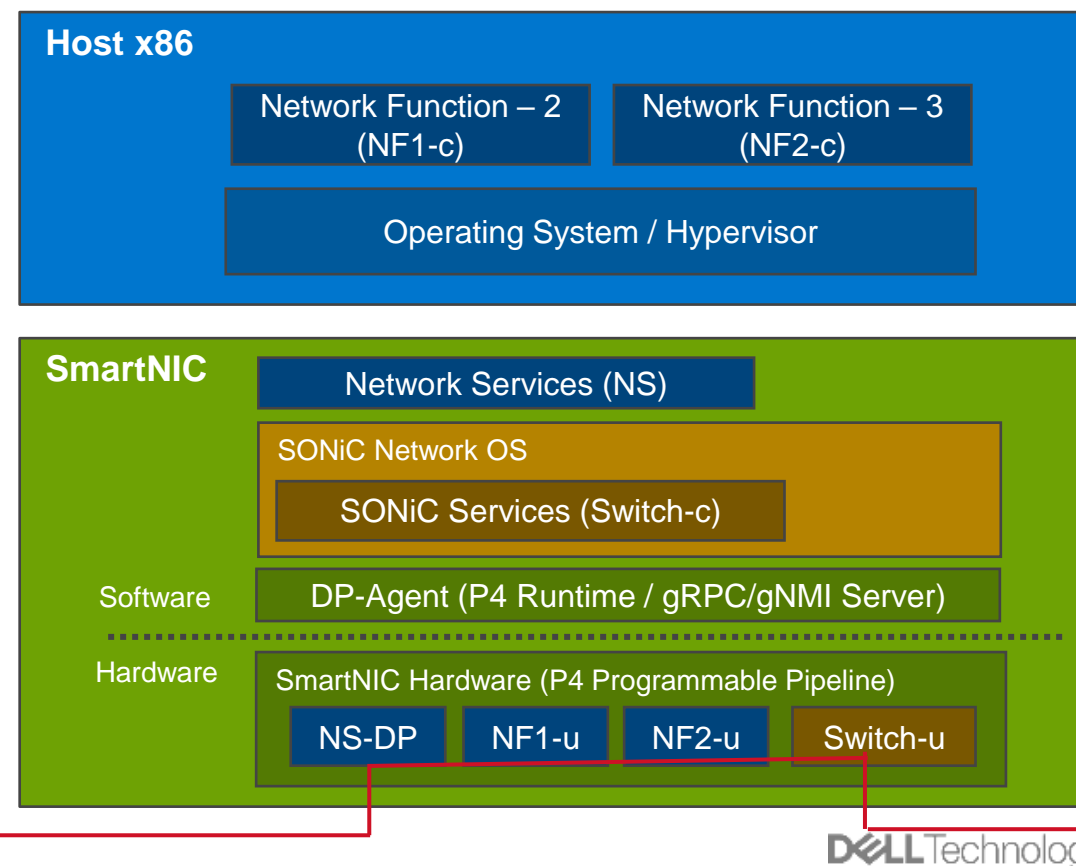 Host x86
Network Function – 2
(NF1-c)
Network Function – 3
(NF2-c)
Operating System / Hypervisor
SmartNIC
Network Services (NS)
SONiC Network OS
SONiC Services (Switch-c)
Software
DP-Agent (P4 Runtime / gRPC/gNMI Server)
Hardware
SmartNIC Hardware (P4 Programmable Pipeline)
NS-DP
NF1-u
NF2-u
Switch-u
DELLTechnolog